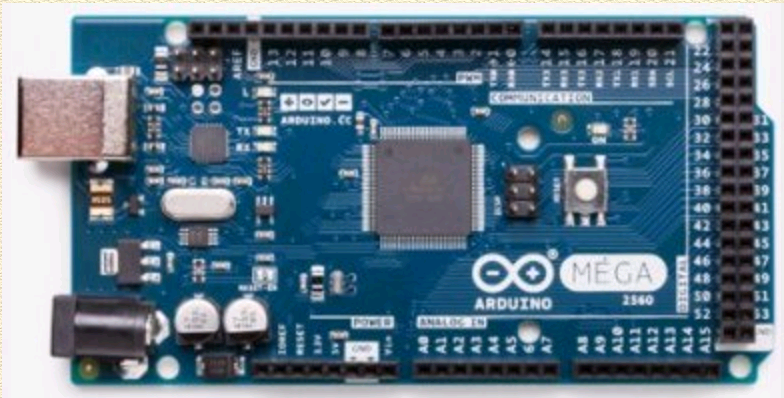 AREF
GND
13
12
11
10
9
8
7
6
5
4
3
2
1
0
TX3 14
RX3 15
TX2 16
RX2 17
TX1 18
RX1 19
SDA 20
SCL 21
PWM
COMMUNICATION
L
TX
RX
ARDUINO.CC
ON
ICSP
RESET
22
24
26
28
30
32
34
36
38
40
42
44
46
48
50
52
31
33
35
37
39
41
43
45
47
49
51
53
GND
DIGITAL
MEGA
2560
ARDUINO
RESET-EN
POWER
ANALOG IN
IOREF
RESET
3.3V
5V
GND
Vin
A0
A1
A2
A3
A4
A5
6
A7
A8
A9
A10
A11
A12
A13
A14
A15